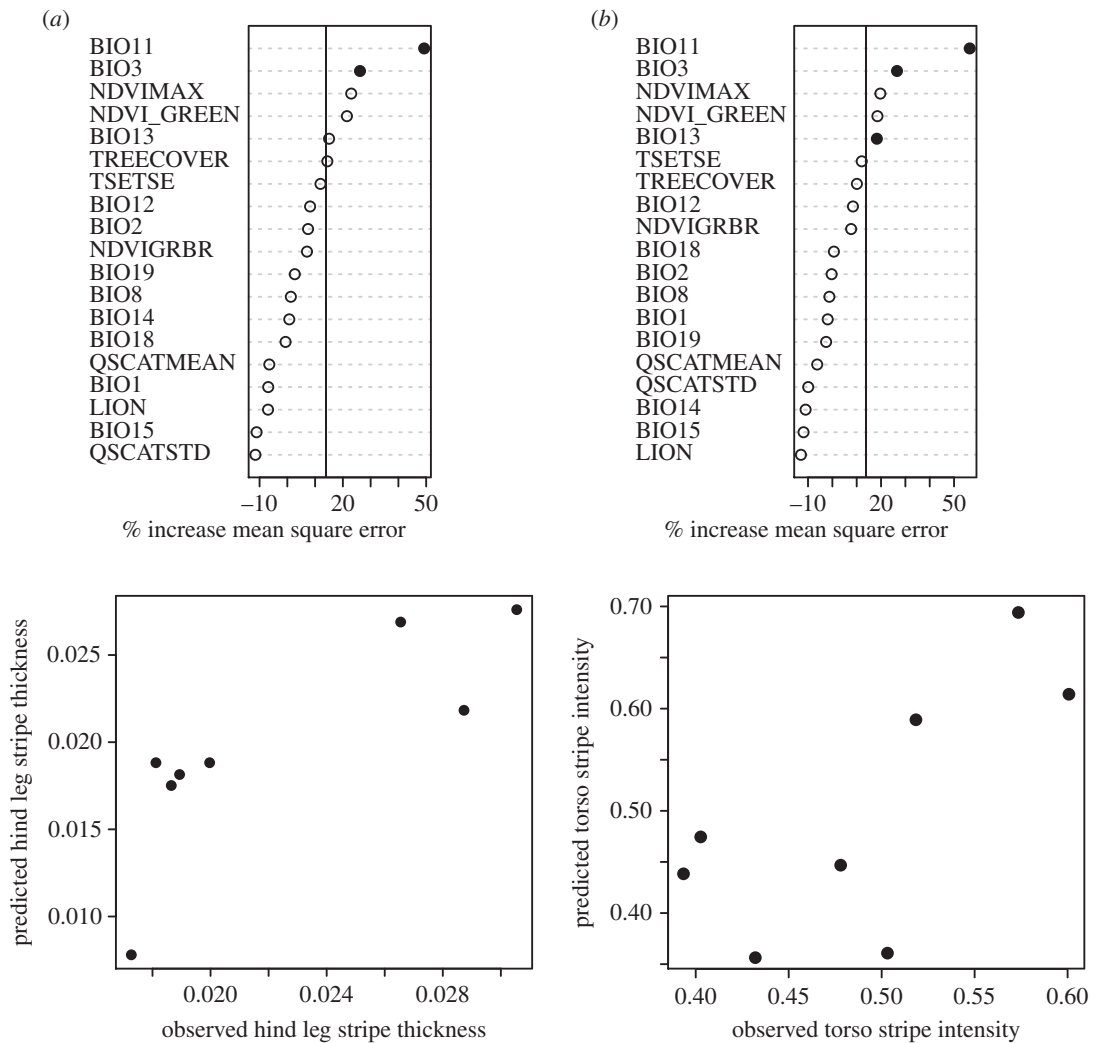 (a)
BIO11
BIO3
NDVIMAX
NDVI_GREEN
BIO13
TREECOVER
TSETSE
BIO12
BIO2
NDVIGRBR
BIO19
BIO8
BIO14
BIO18
QSCATMEAN
BIO1
LION
BIO15
QSCATSTD
–10 20 50
% increase mean square error
(b)
BIO11
BIO3
NDVIMAX
NDVI_GREEN
BIO13
TSETSE
TREECOVER
BIO12
NDVIGRBR
BIO18
BIO2
BIO8
BIO1
BIO19
QSCATMEAN
QSCATSTD
BIO14
BIO15
LION
–10 20 50
% increase mean square error
predicted hind leg stripe thickness
0.025
0.020
0.015
0.010
0.020 0.024 0.028
observed hind leg stripe thickness
predicted torso stripe intensity
0.70
0.60
0.50
0.40
0.40 0.45 0.50 0.55 0.60
observed torso stripe intensity